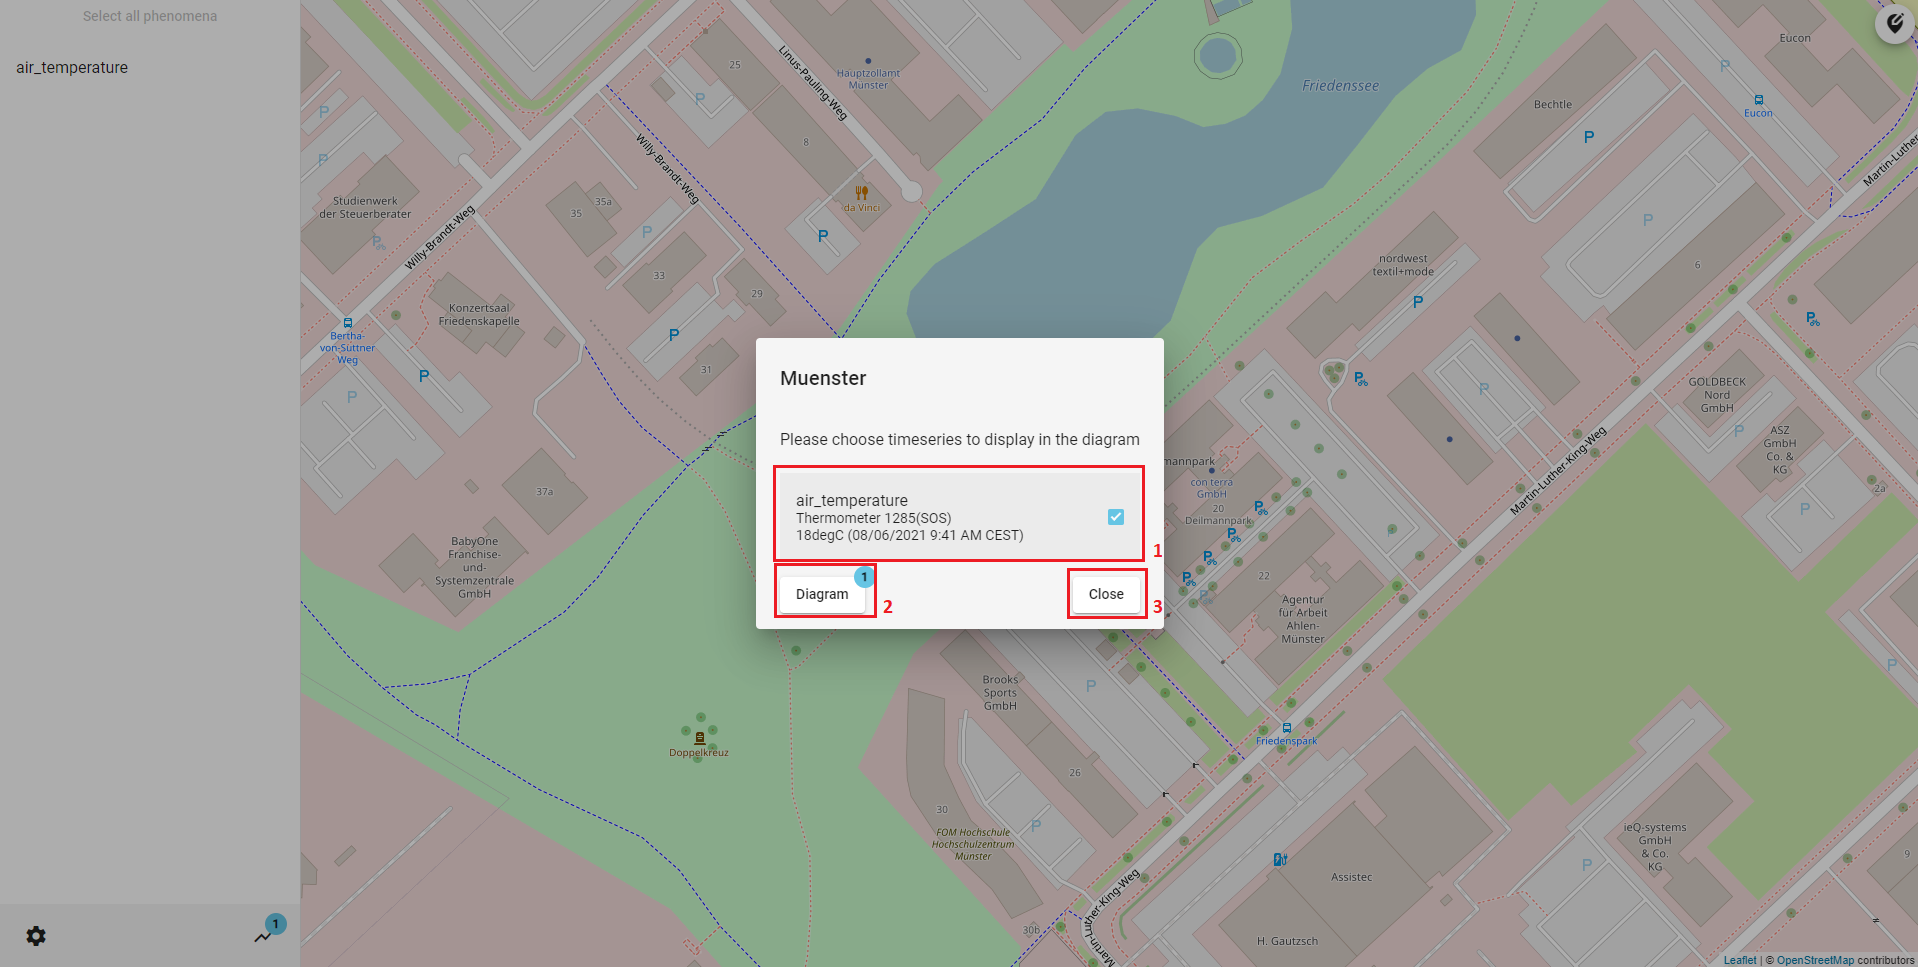 Select all phenomena
air_temperature
1
Muenster
Please choose timeseries to display in the diagram
air_temperature
Thermometer 1285(SOS)
18degC (08/06/2021 9:41 AM CEST)
1
Diagram
1
2
Close
3
25
Linus-Pauling-Weg
Hauptzollamt
Münster
Friedenssee
Eucon
Bechtle
Eucon
P
P
P
8
Willy-Brandt-Weg
Martin-Luther
Studienwerk
der Steuerberater
35a
35
da Vinci
Willy-Brandt-Weg
P
P
P
P
33
29
nordwest
textil+mode
6
P
Konzertsaal
Friedenskapelle
Bertha-
von-Suttner
Weg
P
P
31
P
P
P
P
GOLDBECK
Nord
GmbH
ASZ
GmbH
Co. &
KG
P
Martin-Luther-King-Weg
mannpark
con terra
GmbH
20
Deilmannpark
2a
37a
BabyOne
Franchise-
und-
Systemzentrale
GmbH
22
Agentur
für Arbeit
Ahlen-
Münster
P
Brooks
Sports
GmbH
P
Doppelkreuz
Friedenspark
26
30
FOM Hochschule
Hochschulzentrum
Münster
P
ieQ-systems
GmbH
& Co.
KG
P
9
Assistec
Martin-Luther-King-Weg
30b
H. Gautzsch
Leaflet | © OpenStreetMap contributors